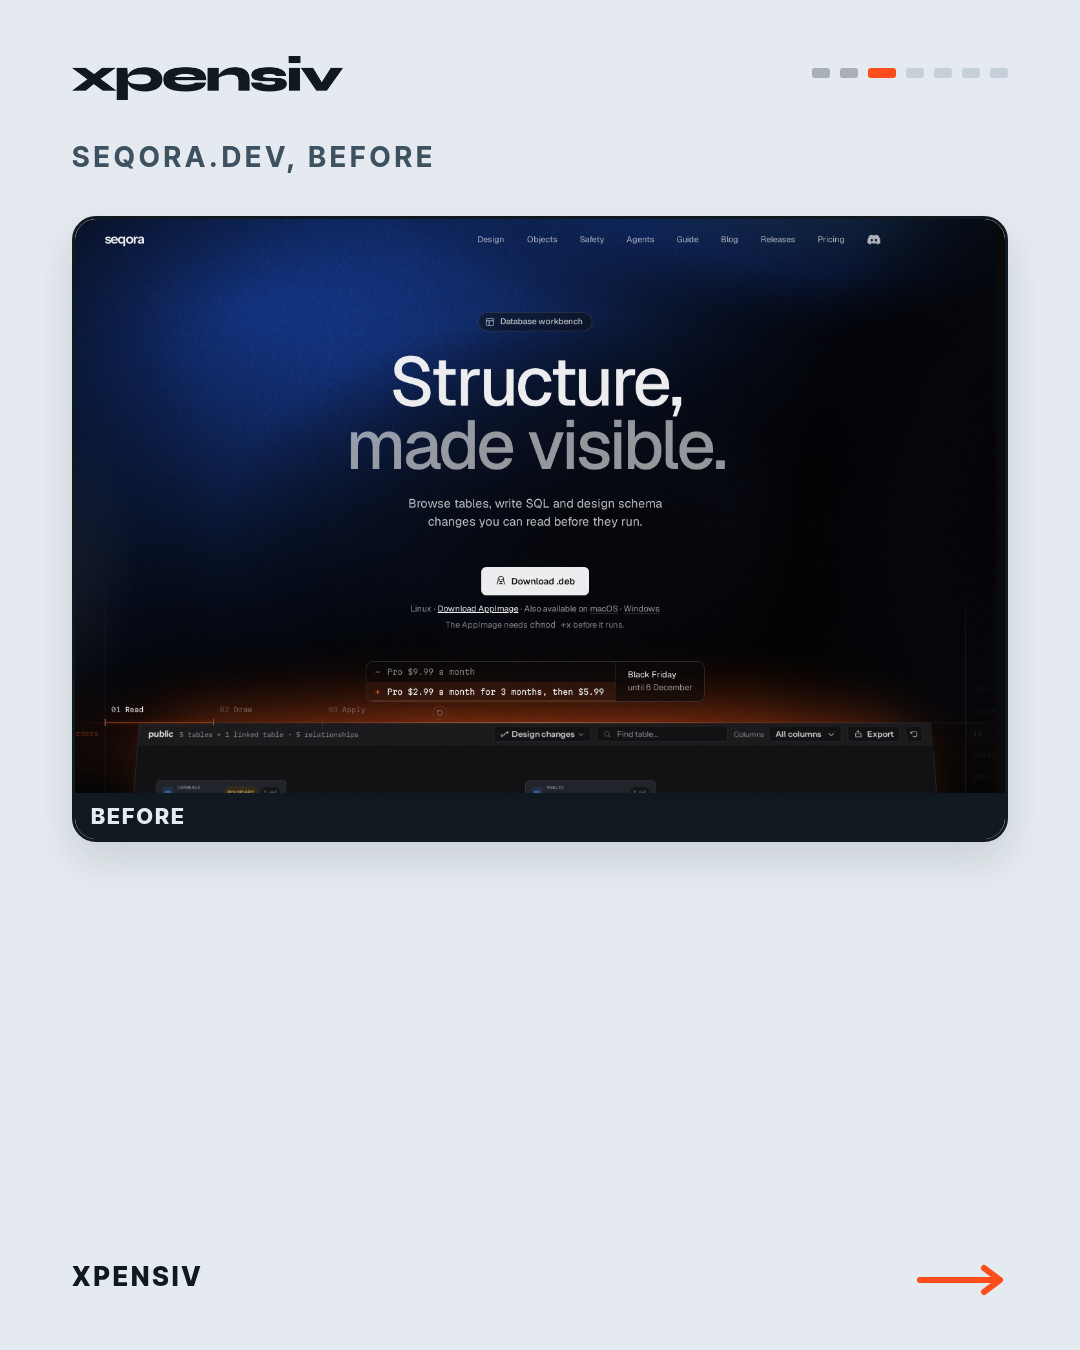 xpensiv
SEQORA.DEV, BEFORE
seqora
Design Objects Safety Agents Guide Blog Releases Pricing
Database workbench
Structure,
made visible.
Browse tables, write SQL and design schema
changes you can read before they run.
Download .deb
Linux · Download AppImage · Also available on macOS · Windows
The AppImage needs chmod +x before it runs.
− Pro $9.99 a month
+ Pro $2.99 a month for 3 months, then $5.99
Black Friday
until 6 December
01 Read 02 Draw 03 Apply
public 5 tables + 1 linked table · 5 relationships Design changes Find table... Columns All columns Export
COMMERCE
PUBLIC
BEFORE
XPENSIV